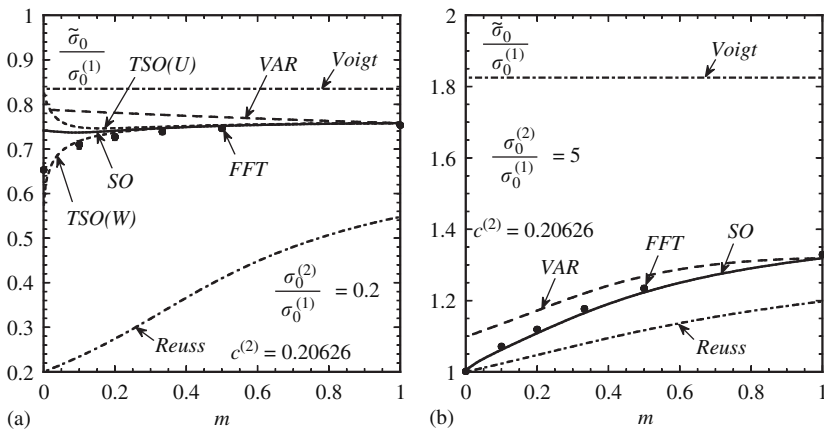 1
0.9
0.8
0.7
0.6
0.5
0.4
0.3
0.2
σ̃₀ / σ₀⁽¹⁾
TSO(U)
VAR
Voigt
SO
FFT
TSO(W)
σ₀⁽²⁾ / σ₀⁽¹⁾ = 0.2
Reuss
c⁽²⁾ = 0.20626
0 0.2 0.4 0.6 0.8 1
(a)
m
2
1.8
1.6
1.4
1.2
1
σ̃₀ / σ₀⁽¹⁾
Voigt
σ₀⁽²⁾ / σ₀⁽¹⁾ = 5
c⁽²⁾ = 0.20626
VAR
FFT
SO
Reuss
0 0.2 0.4 0.6 0.8 1
(b)
m